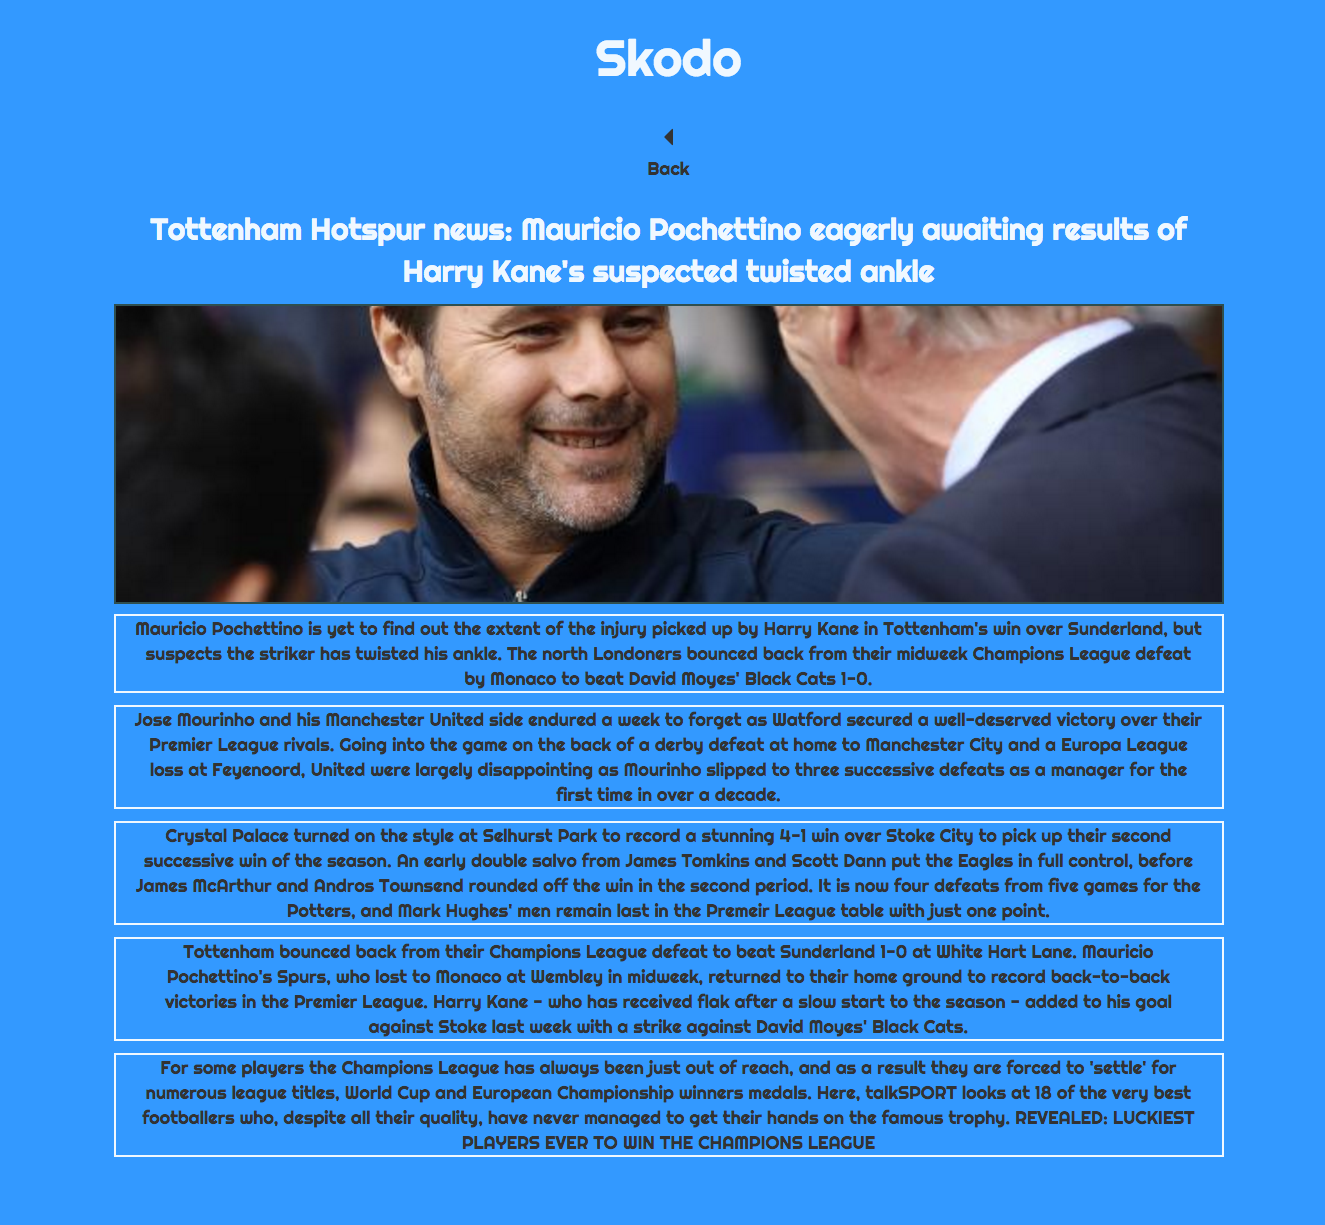 Skodo
Back
Tottenham Hotspur news: Mauricio Pochettino eagerly awaiting results of
Harry Kane's suspected twisted ankle
Mauricio Pochettino is yet to find out the extent of the injury picked up by Harry Kane in Tottenham's win over Sunderland, but
suspects the striker has twisted his ankle. The north Londoners bounced back from their midweek Champions League defeat
by Monaco to beat David Moyes' Black Cats 1-0.
Jose Mourinho and his Manchester United side endured a week to forget as Watford secured a well-deserved victory over their
Premier League rivals. Going into the game on the back of a derby defeat at home to Manchester City and a Europa League
loss at Feyenoord, United were largely disappointing as Mourinho slipped to three successive defeats as a manager for the
first time in over a decade.
Crystal Palace turned on the style at Selhurst Park to record a stunning 4-1 win over Stoke City to pick up their second
successive win of the season. An early double salvo from James Tomkins and Scott Dann put the Eagles in full control, before
James McArthur and Andros Townsend rounded off the win in the second period. It is now four defeats from five games for the
Potters, and Mark Hughes' men remain last in the Premeir League table with just one point.
Tottenham bounced back from their Champions League defeat to beat Sunderland 1-0 at White Hart Lane. Mauricio
Pochettino's Spurs, who lost to Monaco at Wembley in midweek, returned to their home ground to record back-to-back
victories in the Premier League. Harry Kane - who has received flak after a slow start to the season - added to his goal
against Stoke last week with a strike against David Moyes' Black Cats.
For some players the Champions League has always been just out of reach, and as a result they are forced to 'settle' for
numerous league titles, World Cup and European Championship winners medals. Here, talkSPORT looks at 18 of the very best
footballers who, despite all their quality, have never managed to get their hands on the famous trophy. REVEALED: LUCKIEST
PLAYERS EVER TO WIN THE CHAMPIONS LEAGUE